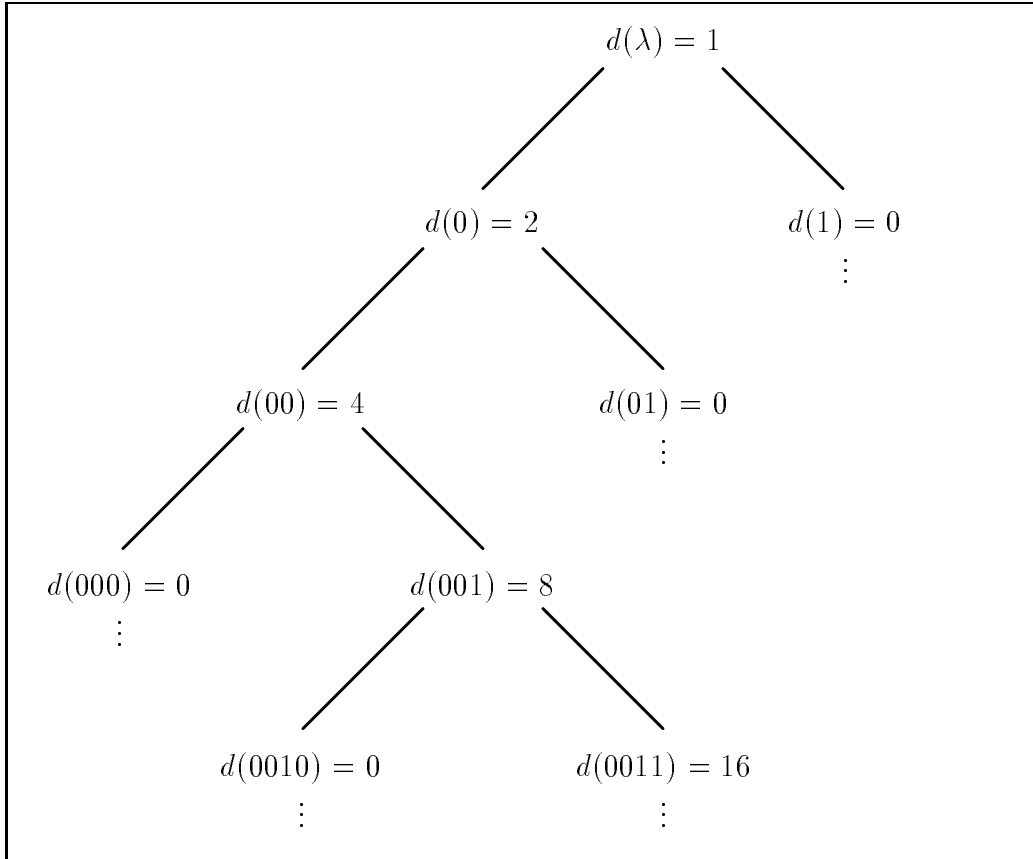 d(λ) = 1
d(0) = 2 d(1) = 0
⋮
d(00) = 4 d(01) = 0
⋮
d(000) = 0 d(001) = 8
⋮
d(0010) = 0 d(0011) = 16
⋮ ⋮